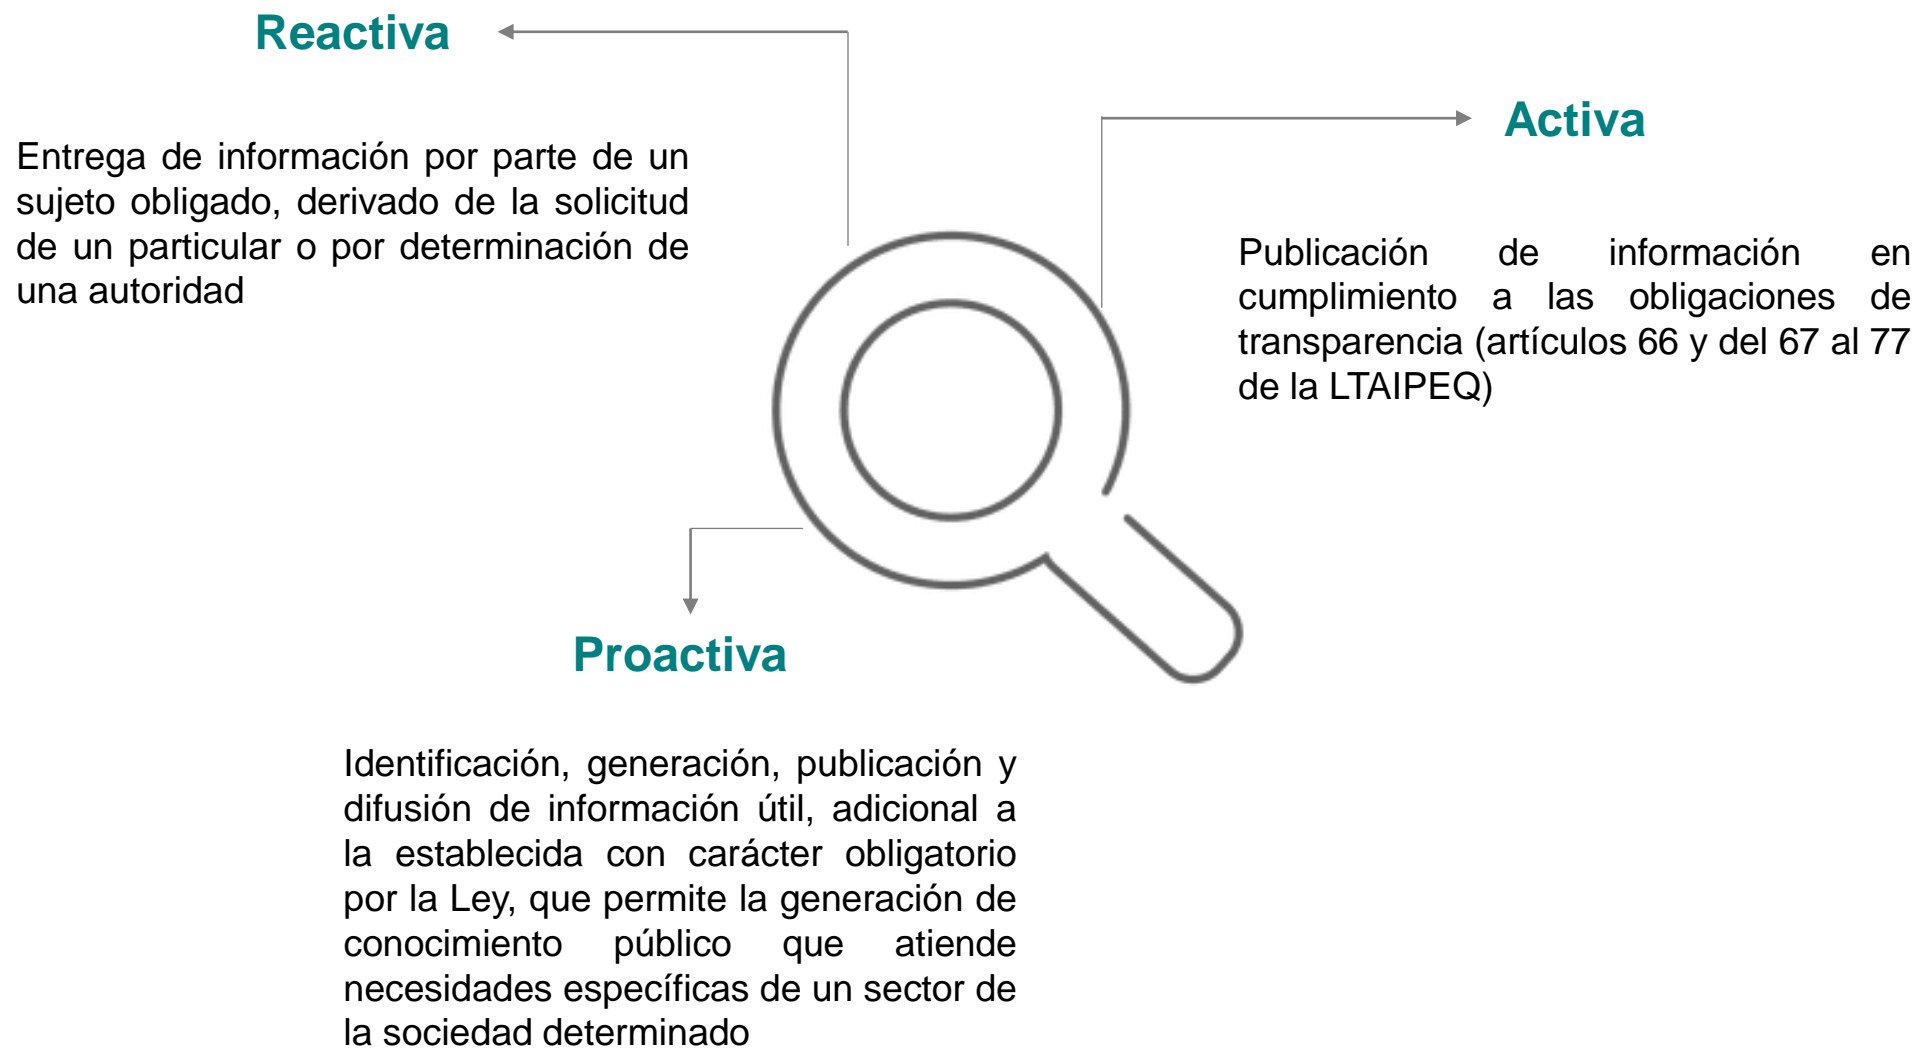 Reactiva
Entrega de información por parte de un
sujeto obligado, derivado de la solicitud
de un particular o por determinación de
una autoridad
Activa
Publicación de información en
cumplimiento a las obligaciones de
transparencia (artículos 66 y del 67 al 77
de la LTAIPEQ)
Proactiva
Identificación, generación, publicación y
difusión de información útil, adicional a
la establecida con carácter obligatorio
por la Ley, que permite la generación de
conocimiento público que atiende
necesidades específicas de un sector de
la sociedad determinado